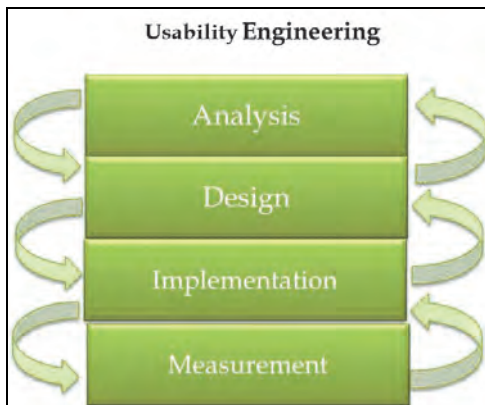 Usability Engineering
Analysis
Design
Implementation
Measurement